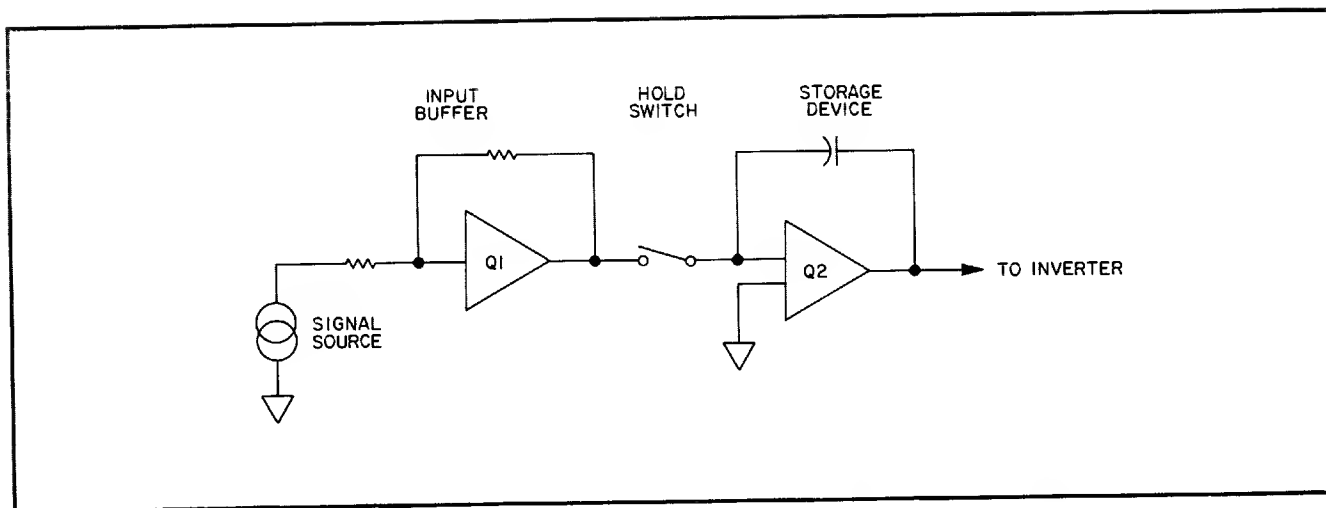 INPUT
BUFFER
HOLD
SWITCH
STORAGE
DEVICE
Q1
Q2
TO INVERTER
SIGNAL
SOURCE